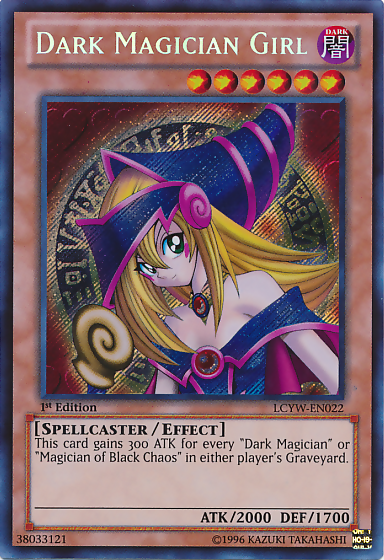 DARK MAGICIAN GIRL
DARK
闇
1st Edition
LCYW-EN022
[SPELLCASTER / EFFECT]
This card gains 300 ATK for every "Dark Magician" or
"Magician of Black Chaos" in either player's Graveyard.
ATK/2000 DEF/1700
38033121
©1996 KAZUKI TAKAHASHI